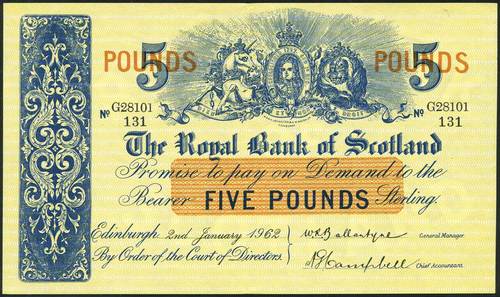 5 POUNDS POUNDS 5
Nº G28101 131 Nº G28101 131
The Royal Bank of Scotland
Promise to pay on Demand to the
Bearer FIVE POUNDS Sterling.
Edinburgh 2nd January 1962 W.R.Ballantyne General Manager
By Order of the Court of Directors. A.G. Campbell Chief Accountant